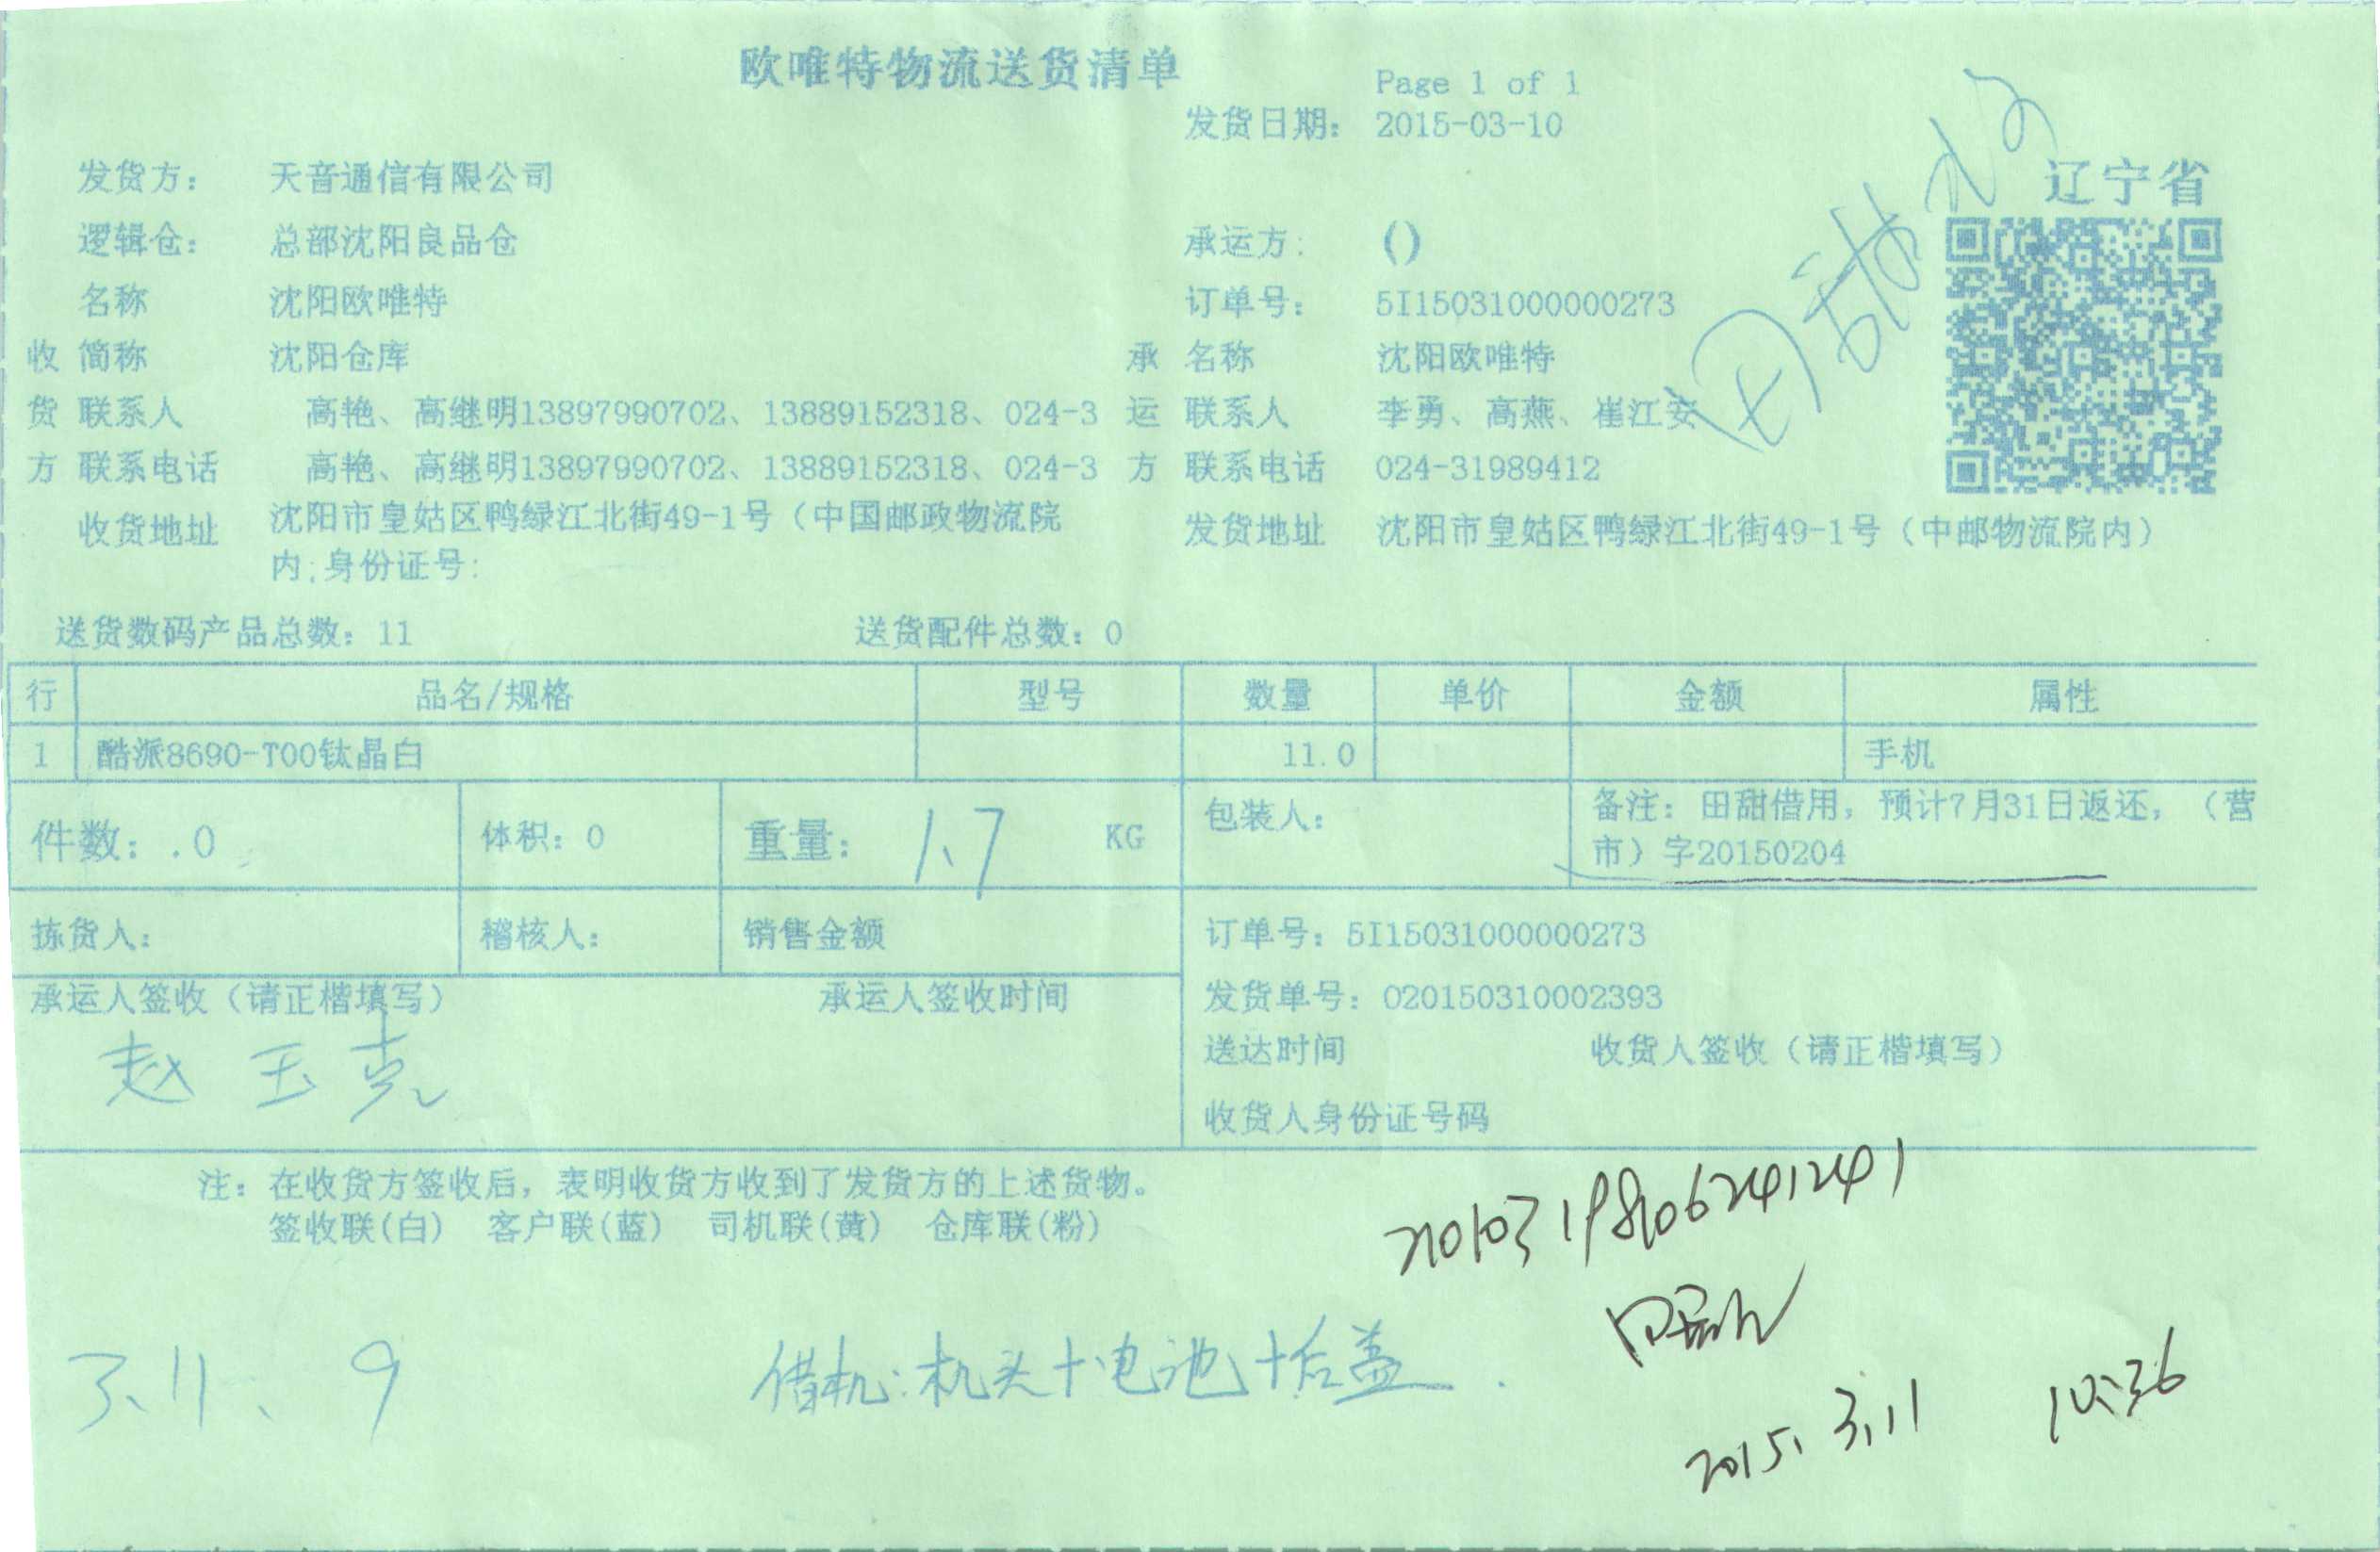 欧唯特物流送货清单
Page 1 of 1
发货日期: 2015-03-10
发货方: 天音通信有限公司
辽宁省
逻辑仓: 总部沈阳良品仓 承运方: ()
名称 沈阳欧唯特 订单号: 5I15031000000273
收 简称 沈阳仓库 承 名称 沈阳欧唯特
货 联系人 高艳、高继明13897990702、13889152318、024-3 运 联系人 李勇、高燕、崔江安
方 联系电话 高艳、高继明13897990702、13889152318、024-3 方 联系电话 024-31989412
收货地址 沈阳市皇姑区鸭绿江北街49-1号（中国邮政物流院
内;身份证号:
发货地址 沈阳市皇姑区鸭绿江北街49-1号（中邮物流院内）
送货数码产品总数: 11 送货配件总数: 0
行 品名/规格 型号 数量 单价 金额 属性
1 酷派8690-T00钛晶白 11.0 手机
件数: .0 体积: 0 重量: 1.7 KG 包装人:
备注: 田甜借用, 预计7月31日返还, （营
市）字20150204
拣货人: 稽核人: 销售金额
订单号: 5I15031000000273
承运人签收（请正楷填写） 承运人签收时间
发货单号: 020150310002393
赵玉克
送达时间 收货人签收（请正楷填写）
收货人身份证号码
注: 在收货方签收后, 表明收货方收到了发货方的上述货物。
签收联(白) 客户联(蓝) 司机联(黄) 仓库联(粉)
3.11、9
借机:机头+电池+后盖.
2015.3.11 10:36